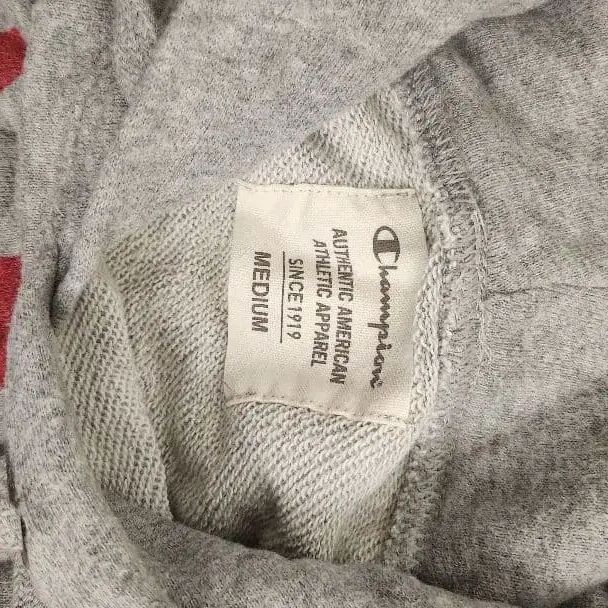 Champion
AUTHENTIC AMERICAN
ATHLETIC APPAREL
SINCE 1919
MEDIUM